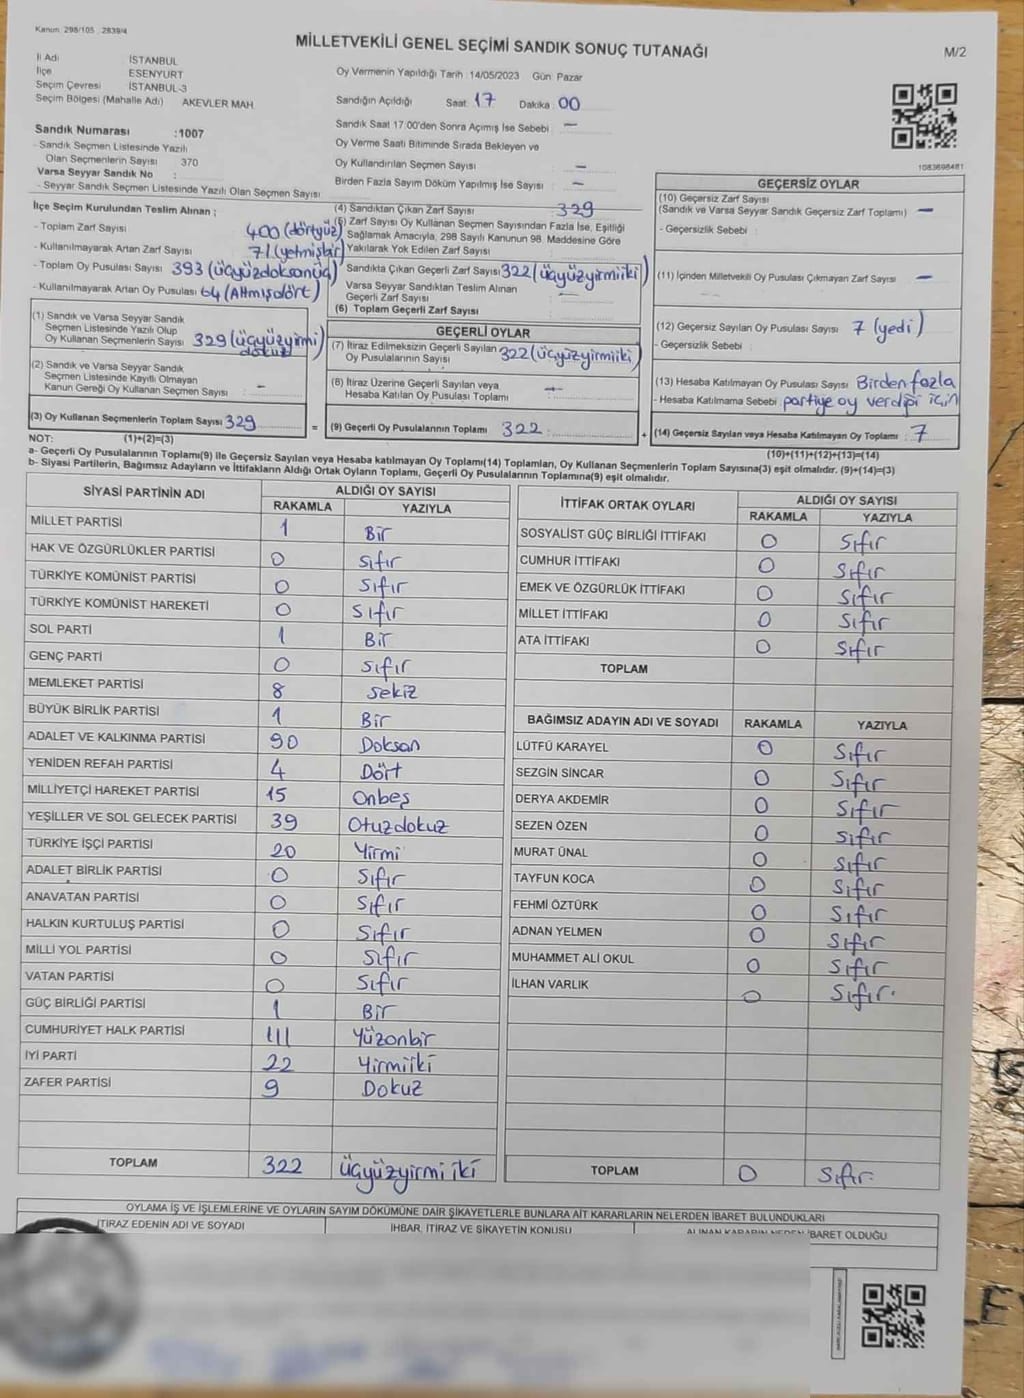 Kanun: 298/105 , 2839/4
MİLLETVEKİLİ GENEL SEÇİMİ SANDIK SONUÇ TUTANAĞI
M/2
İl Adı İSTANBUL
İlçe ESENYURT
Seçim Çevresi İSTANBUL-3
Seçim Bölgesi (Mahalle Adı) AKEVLER MAH.
Oy Vermenin Yapıldığı Tarih :14/05/2023 Gün: Pazar
Sandığın Açıldığı Saat: 17 Dakika: 00
Sandık Saat 17:00'den Sonra Açımış İse Sebebi : —
Oy Verme Saati Bitiminde Sırada Bekleyen ve
Oy Kullandırılan Seçmen Sayısı : —
Birden Fazla Sayım Döküm Yapılmış İse Sayısı : —
1083698481
Sandık Numarası :1007
- Sandık Seçmen Listesinde Yazılı
Olan Seçmenlerin Sayısı : 370
Varsa Seyyar Sandık No :
- Seyyar Sandık Seçmen Listesinde Yazılı Olan Seçmen Sayısı
İlçe Seçim Kurulundan Teslim Alınan ;
- Toplam Zarf Sayısı : 400 (dörtyüz)
- Kullanılmayarak Artan Zarf Sayısı : 71 (yetmişbir)
- Toplam Oy Pusulası Sayısı : 393 (üçyüzdoksanüç)
- Kullanılmayarak Artan Oy Pusulası : 64 (Altmışdört)
(1) Sandık ve Varsa Seyyar Sandık
Seçmen Listesinde Yazılı Olup
Oy Kullanan Seçmenlerin Sayısı : 329 (üçyüzyirmi dokuz)
(2) Sandık ve Varsa Seyyar Sandık
Seçmen Listesinde Kayıtlı Olmayan
Kanun Gereği Oy Kullanan Seçmen Sayısı : —
(3) Oy Kullanan Seçmenlerin Toplam Sayısı : 329
(4) Sandıktan Çıkan Zarf Sayısı : 329
(5) Zarf Sayısı Oy Kullanan Seçmen Sayısından Fazla İse, Eşitliği
Sağlamak Amacıyla, 298 Sayılı Kanunun 98. Maddesine Göre
Yakılarak Yok Edilen Zarf Sayısı :
Sandıkta Çıkan Geçerli Zarf Sayısı : 322 (üçyüzyirmiiki)
Varsa Seyyar Sandıktan Teslim Alınan
Geçerli Zarf Sayısı : —
(6) Toplam Geçerli Zarf Sayısı :
GEÇERLİ OYLAR
(7) İtiraz Edilmeksizin Geçerli Sayılan
Oy Pusulalarının Sayısı : 322 (üçyüzyirmiiki)
(8) İtiraz Üzerine Geçerli Sayılan veya
Hesaba Katılan Oy Pusulası Toplamı : —
= (9) Geçerli Oy Pusulalarının Toplamı : 322 +
GEÇERSİZ OYLAR
(10) Geçersiz Zarf Sayısı
(Sandık ve Varsa Seyyar Sandık Geçersiz Zarf Toplamı) : —
- Geçersizlik Sebebi :
(11) İçinden Milletvekili Oy Pusulası Çıkmayan Zarf Sayısı : —
(12) Geçersiz Sayılan Oy Pusulası Sayısı : 7 (yedi)
- Geçersizlik Sebebi :
(13) Hesaba Katılmayan Oy Pusulası Sayısı : Birden fazla
- Hesaba Katılmama Sebebi : partiye oy verdiği için
(14) Geçersiz Sayılan veya Hesaba Katılmayan Oy Toplamı : 7
NOT: (1)+(2)=(3) (10)+(11)+(12)+(13)=(14)
a- Geçerli Oy Pusulalarının Toplamı(9) ile Geçersiz Sayılan veya Hesaba katılmayan Oy Toplamı(14) Toplamları, Oy Kullanan Seçmenlerin Toplam Sayısına(3) eşit olmalıdır. (9)+(14)=(3)
b- Siyasi Partilerin, Bağımsız Adayların ve İttifakların Aldığı Ortak Oyların Toplamı, Geçerli Oy Pusulalarının Toplamına(9) eşit olmalıdır.
SİYASİ PARTİNİN ADI ALDIĞI OY SAYISI
RAKAMLA YAZIYLA
MİLLET PARTİSİ 1 Bir
HAK VE ÖZGÜRLÜKLER PARTİSİ 0 Sıfır
TÜRKİYE KOMÜNİST PARTİSİ 0 Sıfır
TÜRKİYE KOMÜNİST HAREKETİ 0 Sıfır
SOL PARTİ 1 Bir
GENÇ PARTİ 0 Sıfır
MEMLEKET PARTİSİ 8 Sekiz
BÜYÜK BİRLİK PARTİSİ 1 Bir
ADALET VE KALKINMA PARTİSİ 90 Doksan
YENİDEN REFAH PARTİSİ 4 Dört
MİLLİYETÇİ HAREKET PARTİSİ 15 Onbeş
YEŞİLLER VE SOL GELECEK PARTİSİ 39 Otuzdokuz
TÜRKİYE İŞÇİ PARTİSİ 20 Yirmi
ADALET BİRLİK PARTİSİ 0 Sıfır
ANAVATAN PARTİSİ 0 Sıfır
HALKIN KURTULUŞ PARTİSİ 0 Sıfır
MİLLİ YOL PARTİSİ 0 Sıfır
VATAN PARTİSİ 0 Sıfır
GÜÇ BİRLİĞİ PARTİSİ 1 Bir
CUMHURİYET HALK PARTİSİ 111 Yüzonbir
İYİ PARTİ 22 Yirmiiki
ZAFER PARTİSİ 9 Dokuz
TOPLAM 322 üçyüzyirmi iki
İTTİFAK ORTAK OYLARI ALDIĞI OY SAYISI
RAKAMLA YAZIYLA
SOSYALİST GÜÇ BİRLİĞİ İTTİFAKI 0 Sıfır
CUMHUR İTTİFAKI 0 Sıfır
EMEK VE ÖZGÜRLÜK İTTİFAKI 0 Sıfır
MİLLET İTTİFAKI 0 Sıfır
ATA İTTİFAKI 0 Sıfır
TOPLAM
BAĞIMSIZ ADAYIN ADI VE SOYADI RAKAMLA YAZIYLA
LÜTFÜ KARAYEL 0 Sıfır
SEZGİN SİNCAR 0 Sıfır
DERYA AKDEMİR 0 Sıfır
SEZEN ÖZEN 0 Sıfır
MURAT ÜNAL 0 Sıfır
TAYFUN KOCA 0 Sıfır
FEHMİ ÖZTÜRK 0 Sıfır
ADNAN YELMEN 0 Sıfır
MUHAMMET ALİ OKUL 0 Sıfır
İLHAN VARLIK 0 Sıfır.
TOPLAM 0 Sıfır.
OYLAMA İŞ VE İŞLEMLERİNE VE OYLARIN SAYIM DÖKÜMÜNE DAİR ŞİKAYETLERLE BUNLARA AİT KARARLARIN NELERDEN İBARET BULUNDUKLARI
İTİRAZ EDENİN ADI VE SOYADI İHBAR, İTİRAZ VE ŞİKAYETİN KONUSU ALINAN KARARIN NEDEN İBARET OLDUĞU